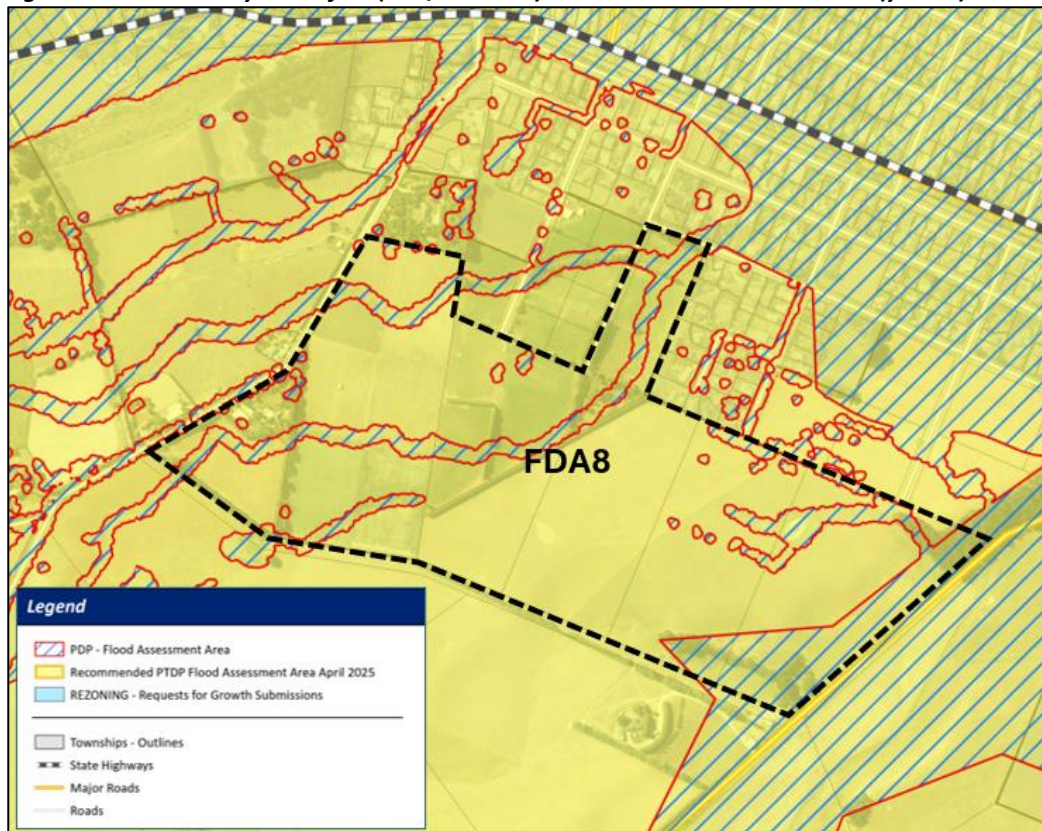 FDA8
Legend
PDP - Flood Assessment Area
Recommended PTDP Flood Assessment Area April 2025
REZONING - Requests for Growth Submissions
Townships - Outlines
State Highways
Major Roads
Roads